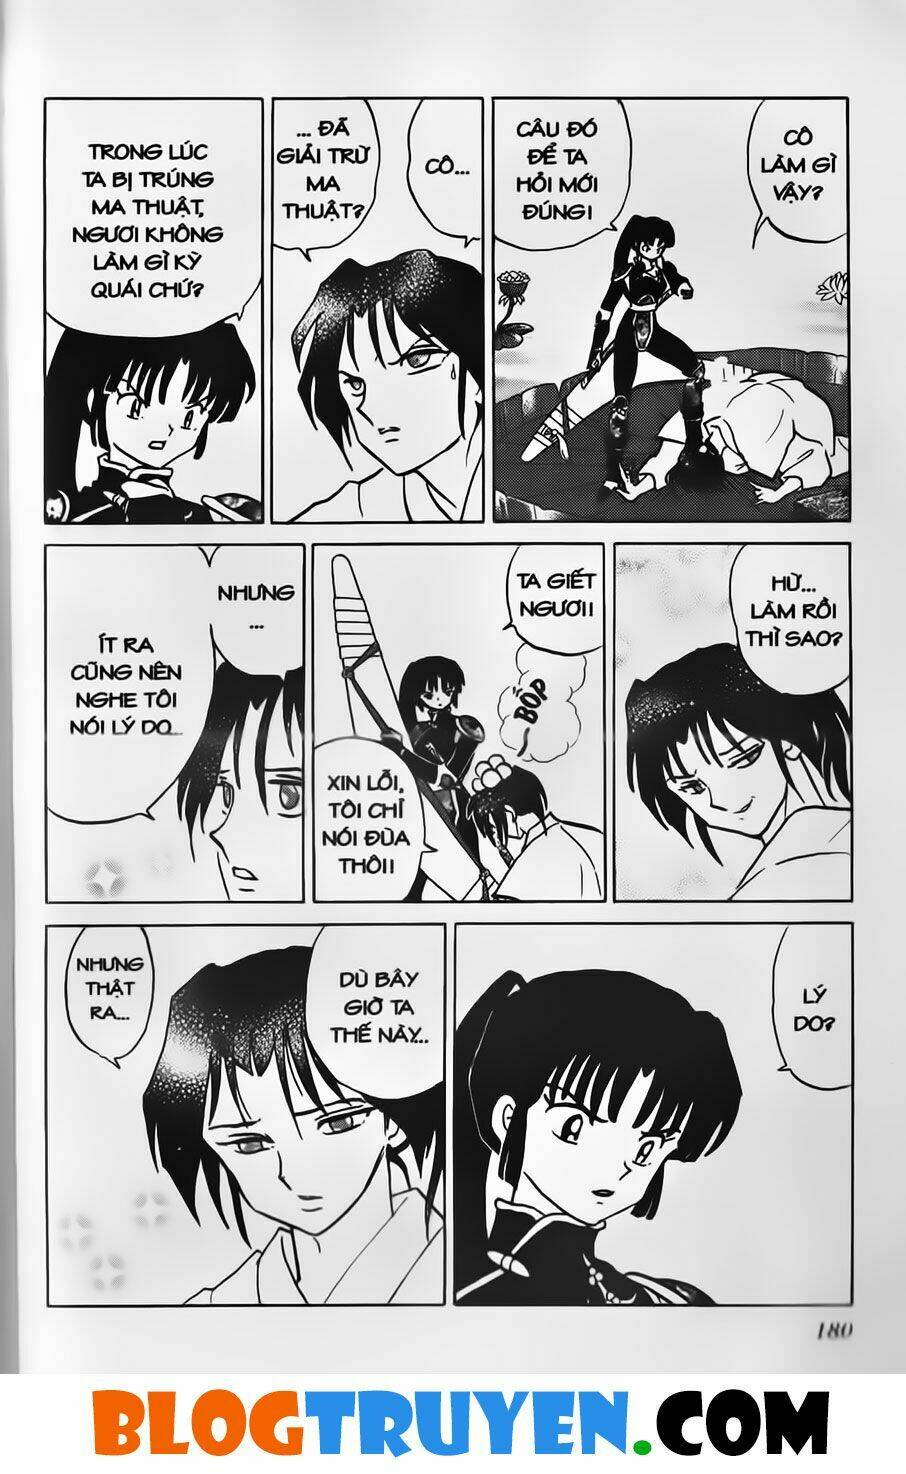 CÔ
LÀM GÌ
VẬY?
CÂU ĐÓ
ĐỂ TA
HỎI MỚI
ĐÚNG!
CÔ...
... ĐÃ
GIẢI TRỪ
MA
THUẬT?
TRONG LÚC
TA BỊ TRÚNG
MA THUẬT,
NGƯƠI KHÔNG
LÀM GÌ KỲ
QUÁI CHỨ?
HỪ...
LÀM RỒI
THÌ SAO?
TA GIẾT
NGƯƠI!
BỐP
XIN LỖI,
TÔI CHỈ
NÓI ĐÙA
THÔI!
NHƯNG
...
ÍT RA
CŨNG NÊN
NGHE TÔI
NÓI LÝ DO...
LÝ
DO?
DÙ BÂY
GIỜ TA
THẾ NÀY...
NHƯNG
THẬT
RA...
180
BLOGTRUYEN.COM